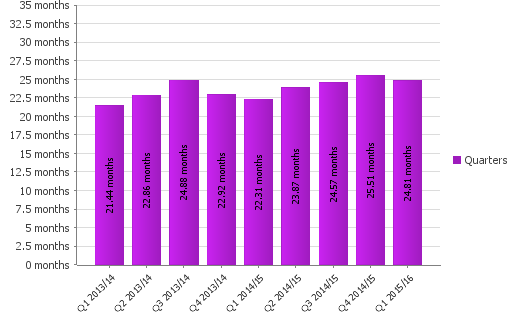 35 months
32.5 months
30 months
27.5 months
25 months
22.5 months
20 months
17.5 months
15 months
12.5 months
10 months
7.5 months
5 months
2.5 months
0 months
21.44 months
22.86 months
24.88 months
22.92 months
22.31 months
23.87 months
24.57 months
25.51 months
24.81 months
Q1 2013/14
Q2 2013/14
Q3 2013/14
Q4 2013/14
Q1 2014/15
Q2 2014/15
Q3 2014/15
Q4 2014/15
Q1 2015/16
Quarters